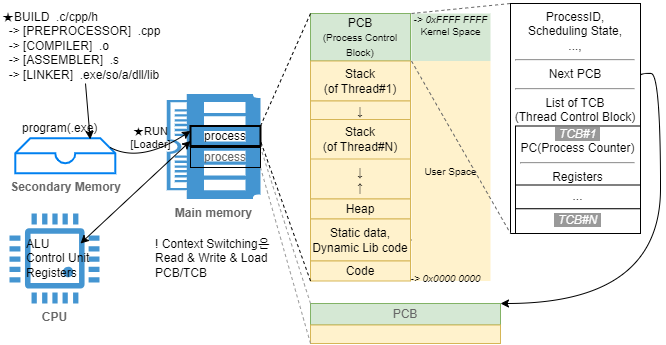 ★BUILD .c/cpp/h
-> [PREPROCESSOR] .cpp
-> [COMPILER] .o
-> [ASSEMBLER] .s
-> [LINKER] .exe/so/a/dll/lib
program(.exe)
Secondary Memory
★RUN
[Loader]
process
process
Main memory
ALU
Control Unit
Registers
CPU
! Context Switching은
Read & Write & Load
PCB/TCB
PCB
(Process Control
Block)
Stack
(of Thread#1)
↓
Stack
(of Thread#N)
↓
↑
Heap
Static data,
Dynamic Lib code
Code
-> 0xFFFF FFFF
Kernel Space
User Space
-> 0x0000 0000
PCB
ProcessID,
Scheduling State,
...,
Next PCB
List of TCB
(Thread Control Block)
TCB#1
PC(Process Counter)
Registers
...
TCB#N